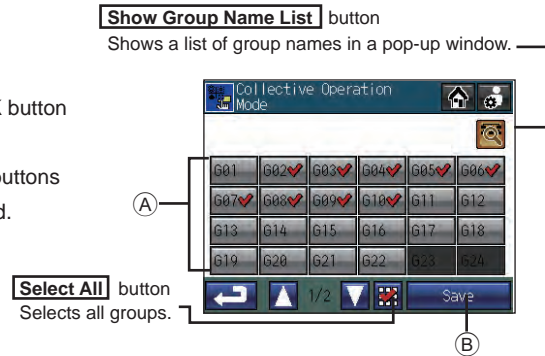 Show Group Name List button
Shows a list of group names in a pop-up window.
button
uttons
d.
Collective Operation
Mode
G01 G02 G03 G04 G05 G06
G07 G08 G09 G10 G11 G12
G13 G14 G15 G16 G17 G18
G19 G20 G21 G22 G23 G24
A
Select All button
Selects all groups.
1/2
Save
B